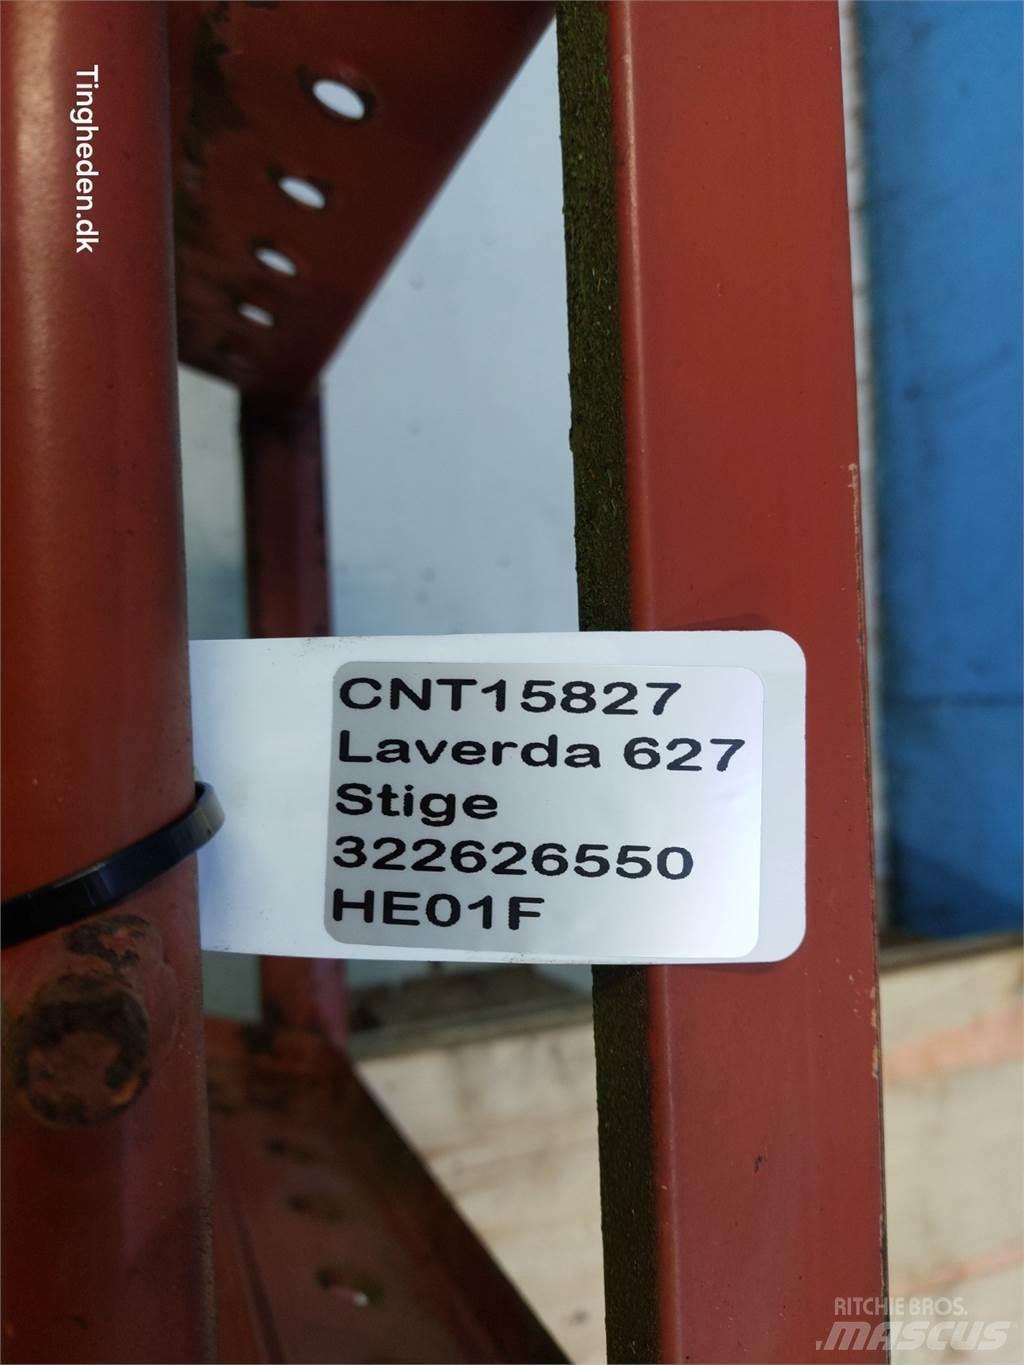 Tingheden.dk
CNT15827
Laverda 627
Stige
322626550
HE01F
RITCHIE BROS.
MASCUS